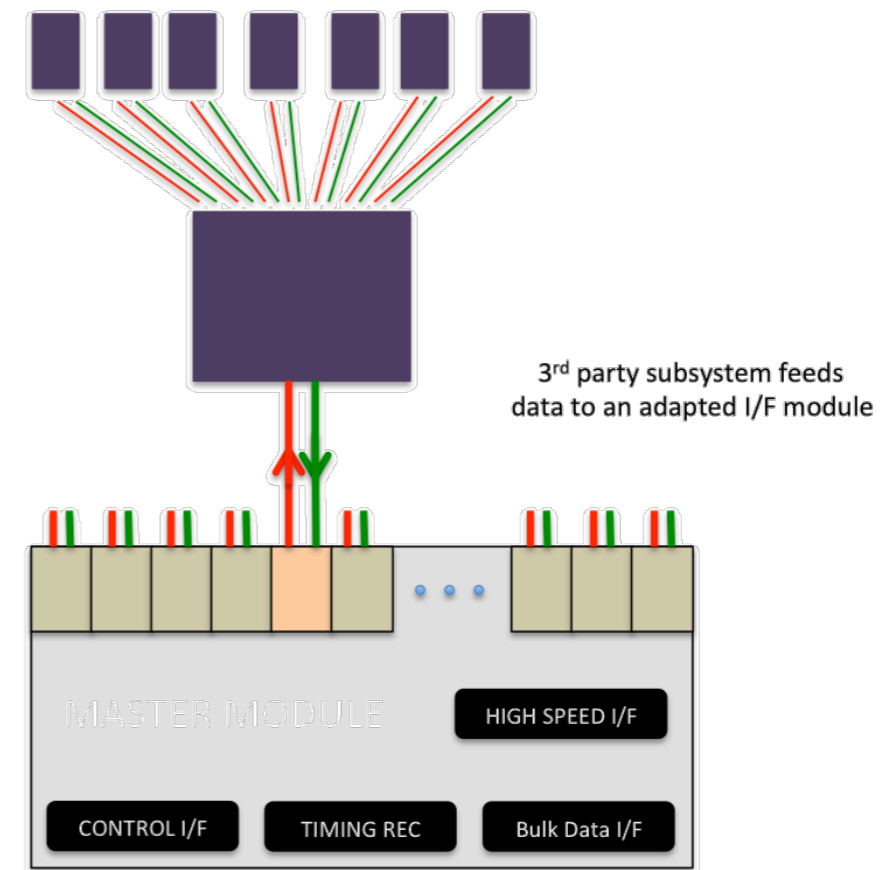 3rd party subsystem feeds
data to an adapted I/F module
MASTER MODULE
HIGH SPEED I/F
CONTROL I/F
TIMING REC
Bulk Data I/F